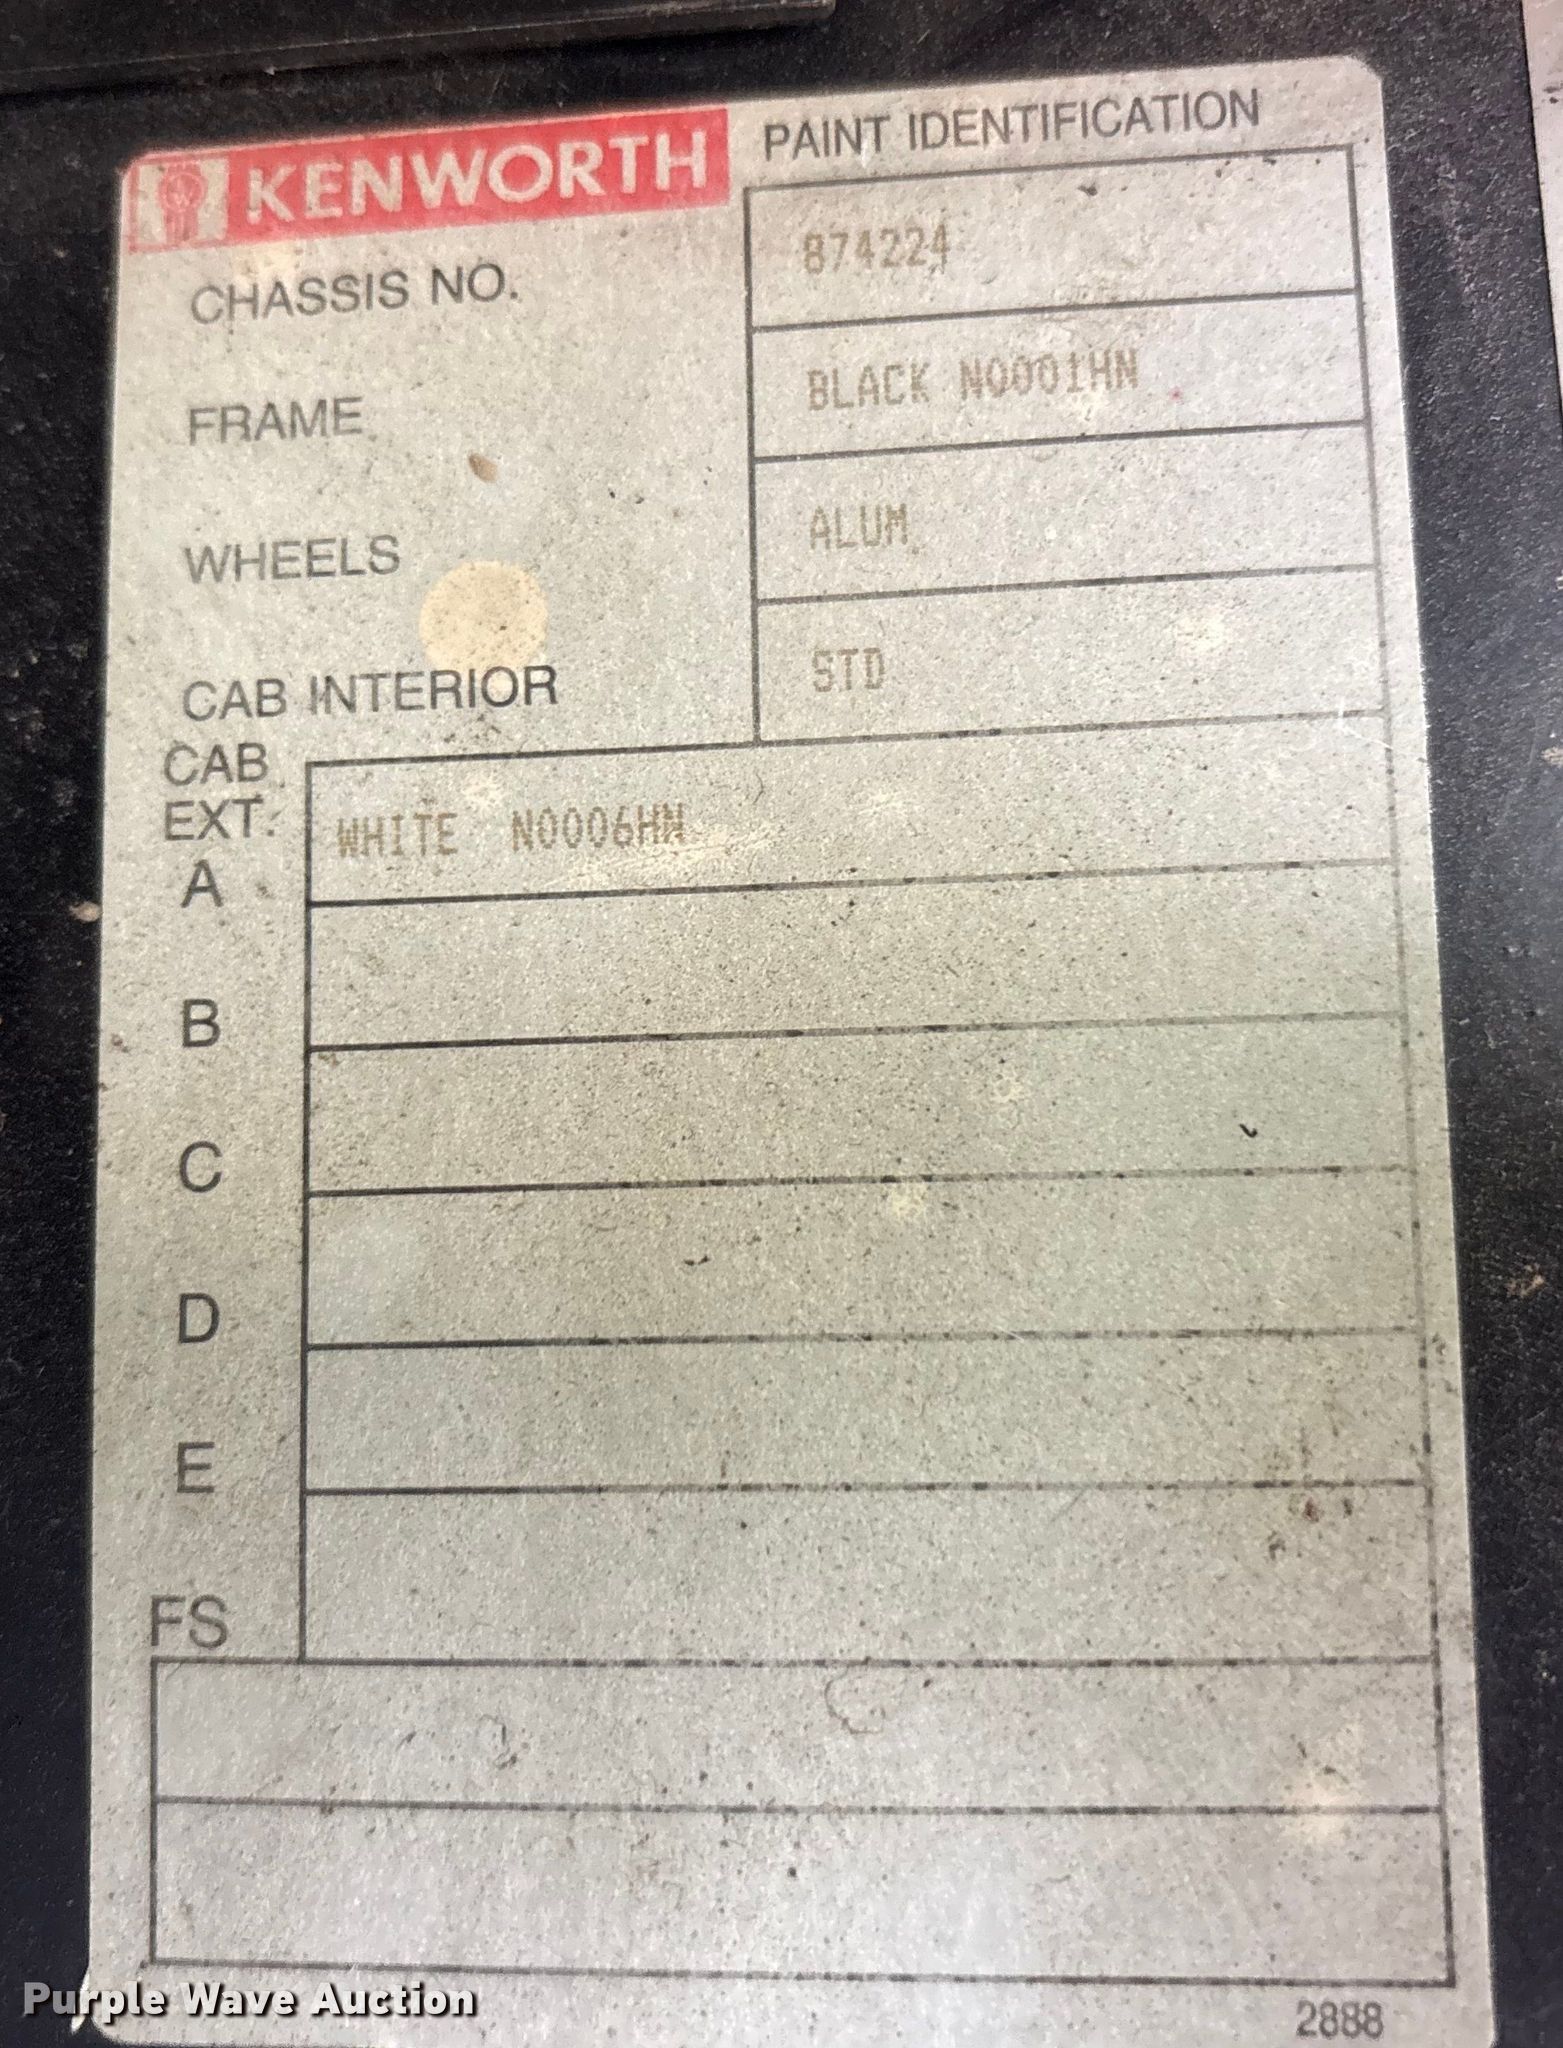 KENWORTH
PAINT IDENTIFICATION
CHASSIS NO. 874224
FRAME BLACK N0001HN
WHEELS ALUM.
CAB INTERIOR STD
CAB
EXT.
A WHITE N0006HN
B
C
D
E
FS
2888
Purple Wave Auction